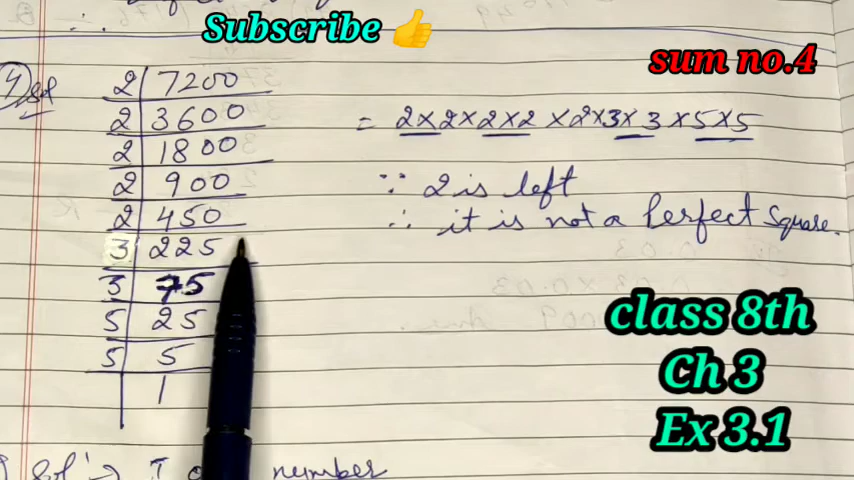 Subscribe 👍
sum no.4
4) Sol
2 | 7200
2 | 3600
2 | 1800
2 | 900
2 | 450
3 | 225
3 | 75
5 | 25
5 | 5
1
= 2×2×2×2×2×3×3×5×5
∵ 2 is left
∴ it is not a perfect square.
class 8th
Ch 3
Ex 3.1
Sol
number